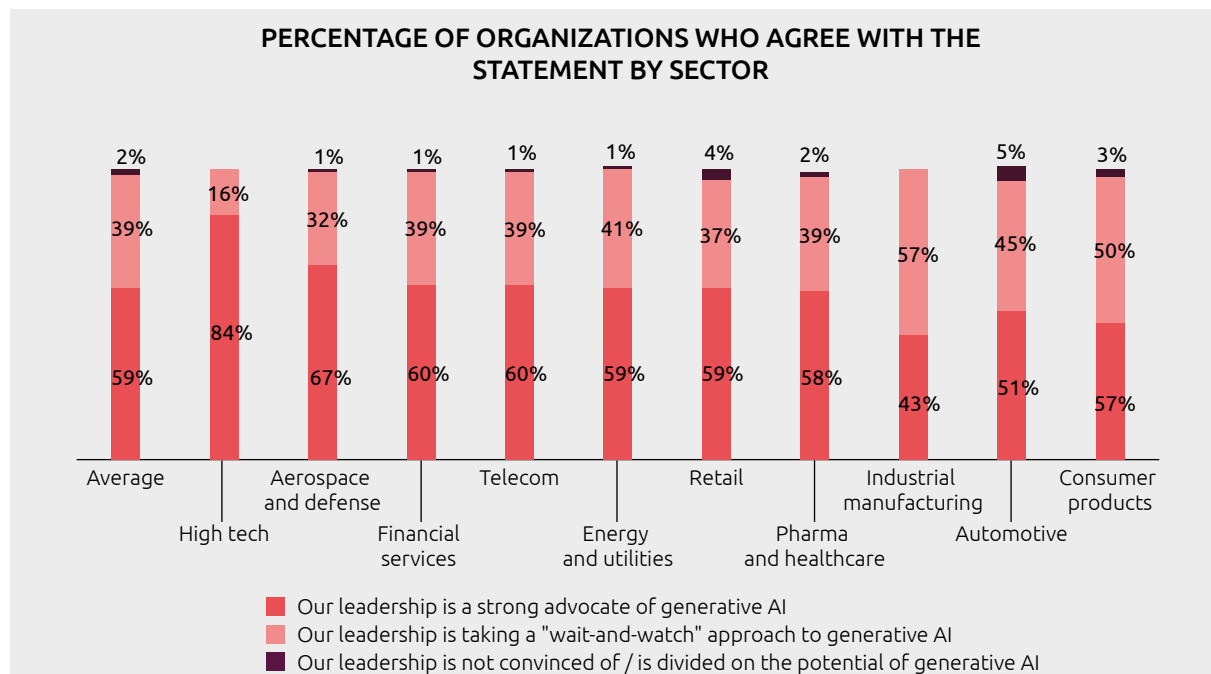 PERCENTAGE OF ORGANIZATIONS WHO AGREE WITH THE
STATEMENT BY SECTOR
2%
1%
1%
1%
1%
4%
2%
5%
3%
16%
39%
32%
39%
39%
41%
37%
39%
57%
45%
50%
84%
59%
67%
60%
60%
59%
59%
58%
43%
51%
57%
Average
Aerospace
and defense
Telecom
Retail
Industrial
manufacturing
Consumer
products
High tech
Financial
services
Energy
and utilities
Pharma
and healthcare
Automotive
Our leadership is a strong advocate of generative AI
Our leadership is taking a "wait-and-watch" approach to generative AI
Our leadership is not convinced of / is divided on the potential of generative AI